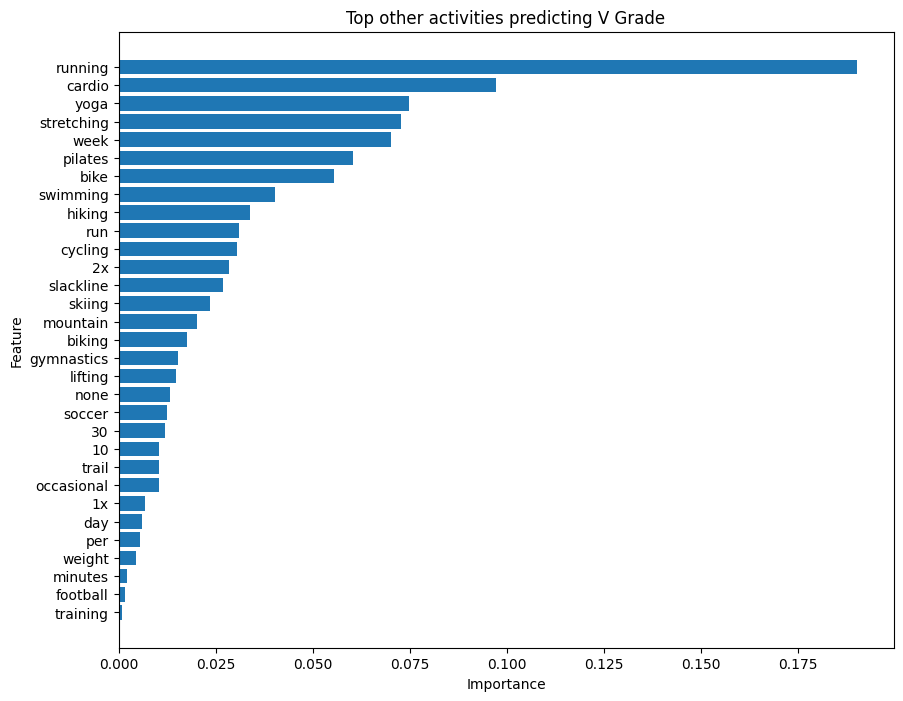 Top other activities predicting V Grade
Feature
running
cardio
yoga
stretching
week
pilates
bike
swimming
hiking
run
cycling
2x
slackline
skiing
mountain
biking
gymnastics
lifting
none
soccer
30
10
trail
occasional
1x
day
per
weight
minutes
football
training
0.000 0.025 0.050 0.075 0.100 0.125 0.150 0.175
Importance